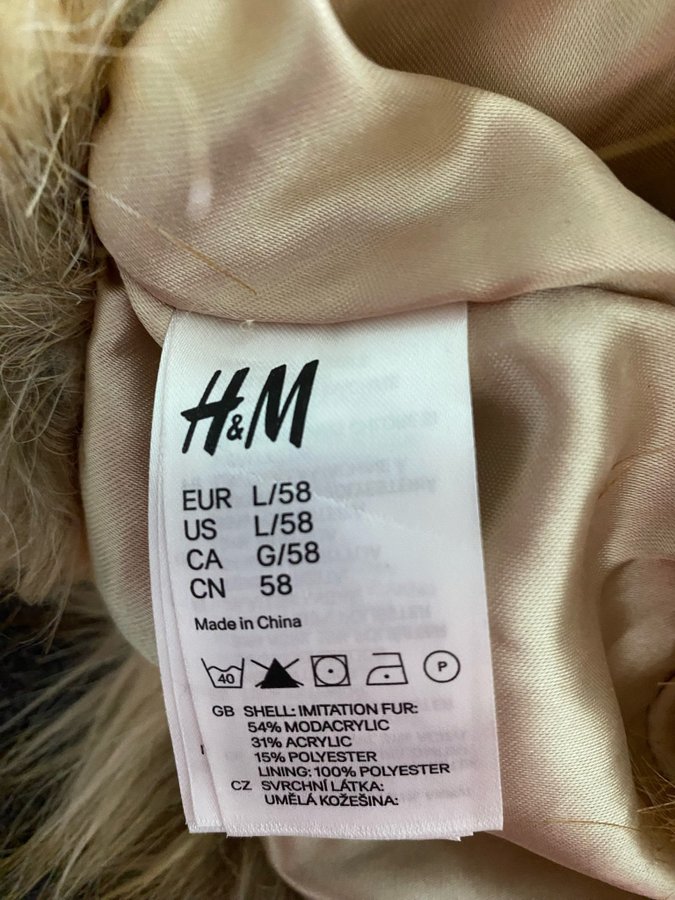 H&M
EUR L/58
US L/58
CA G/58
CN 58
Made in China
40 P
GB SHELL: IMITATION FUR:
54% MODACRYLIC
31% ACRYLIC
15% POLYESTER
LINING: 100% POLYESTER
CZ SVRCHNÍ LÁTKA:
UMĚLÁ KOŽEŠINA: